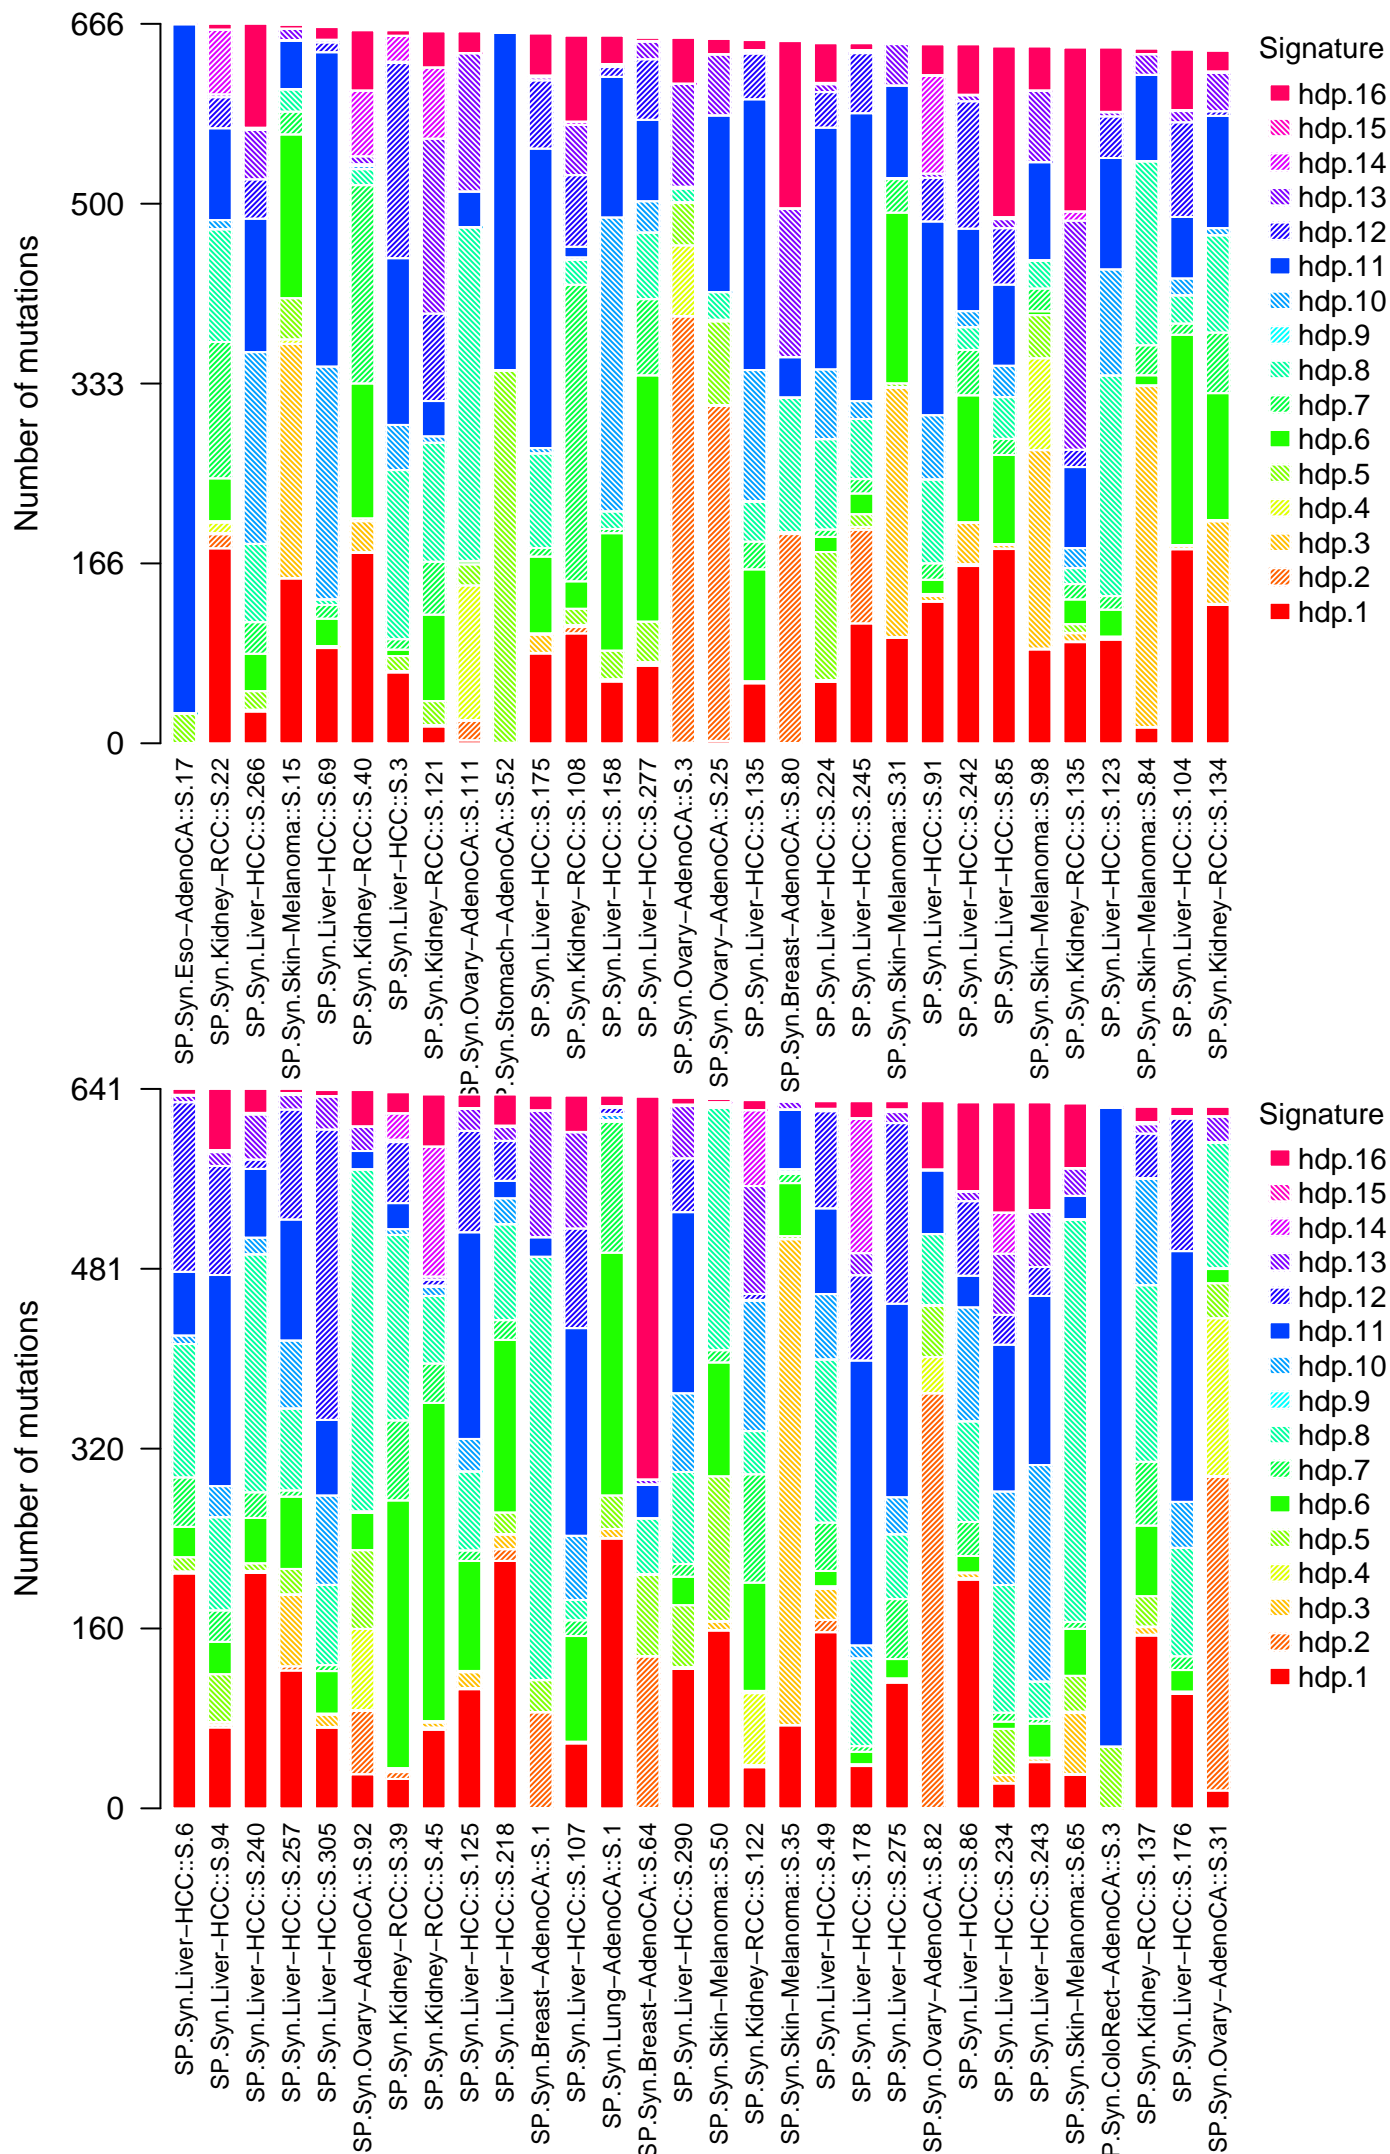 Number of mutations
666
500
333
166
0
Signature
hdp.16
hdp.15
hdp.14
hdp.13
hdp.12
hdp.11
hdp.10
hdp.9
hdp.8
hdp.7
hdp.6
hdp.5
hdp.4
hdp.3
hdp.2
hdp.1
SP.Syn.Eso−AdenoCA::S.17
SP.Syn.Kidney−RCC::S.22
SP.Syn.Liver−HCC::S.266
SP.Syn.Skin−Melanoma::S.15
SP.Syn.Liver−HCC::S.69
SP.Syn.Kidney−RCC::S.40
SP.Syn.Liver−HCC::S.3
SP.Syn.Kidney−RCC::S.121
SP.Syn.Ovary−AdenoCA::S.111
P.Syn.Stomach−AdenoCA::S.52
SP.Syn.Liver−HCC::S.175
SP.Syn.Kidney−RCC::S.108
SP.Syn.Liver−HCC::S.158
SP.Syn.Liver−HCC::S.277
SP.Syn.Ovary−AdenoCA::S.3
SP.Syn.Ovary−AdenoCA::S.25
SP.Syn.Liver−HCC::S.135
SP.Syn.Breast−AdenoCA::S.80
SP.Syn.Liver−HCC::S.224
SP.Syn.Liver−HCC::S.245
SP.Syn.Skin−Melanoma::S.31
SP.Syn.Liver−HCC::S.91
SP.Syn.Liver−HCC::S.242
SP.Syn.Liver−HCC::S.85
SP.Syn.Skin−Melanoma::S.98
SP.Syn.Kidney−RCC::S.135
SP.Syn.Liver−HCC::S.123
SP.Syn.Skin−Melanoma::S.84
SP.Syn.Liver−HCC::S.104
SP.Syn.Kidney−RCC::S.134
Number of mutations
641
481
320
160
0
Signature
hdp.16
hdp.15
hdp.14
hdp.13
hdp.12
hdp.11
hdp.10
hdp.9
hdp.8
hdp.7
hdp.6
hdp.5
hdp.4
hdp.3
hdp.2
hdp.1
SP.Syn.Liver−HCC::S.6
SP.Syn.Liver−HCC::S.94
SP.Syn.Liver−HCC::S.240
SP.Syn.Liver−HCC::S.257
SP.Syn.Liver−HCC::S.305
SP.Syn.Ovary−AdenoCA::S.92
SP.Syn.Kidney−RCC::S.39
SP.Syn.Kidney−RCC::S.45
SP.Syn.Liver−HCC::S.125
SP.Syn.Liver−HCC::S.218
SP.Syn.Breast−AdenoCA::S.1
SP.Syn.Liver−HCC::S.107
SP.Syn.Lung−AdenoCA::S.1
SP.Syn.Breast−AdenoCA::S.64
SP.Syn.Liver−HCC::S.290
SP.Syn.Skin−Melanoma::S.50
SP.Syn.Kidney−RCC::S.122
SP.Syn.Skin−Melanoma::S.35
SP.Syn.Liver−HCC::S.49
SP.Syn.Liver−HCC::S.178
SP.Syn.Liver−HCC::S.275
SP.Syn.Ovary−AdenoCA::S.82
SP.Syn.Liver−HCC::S.86
SP.Syn.Liver−HCC::S.234
SP.Syn.Liver−HCC::S.243
SP.Syn.Skin−Melanoma::S.65
P.Syn.ColoRect−AdenoCA::S.3
SP.Syn.Kidney−RCC::S.137
SP.Syn.Liver−HCC::S.176
SP.Syn.Ovary−AdenoCA::S.31